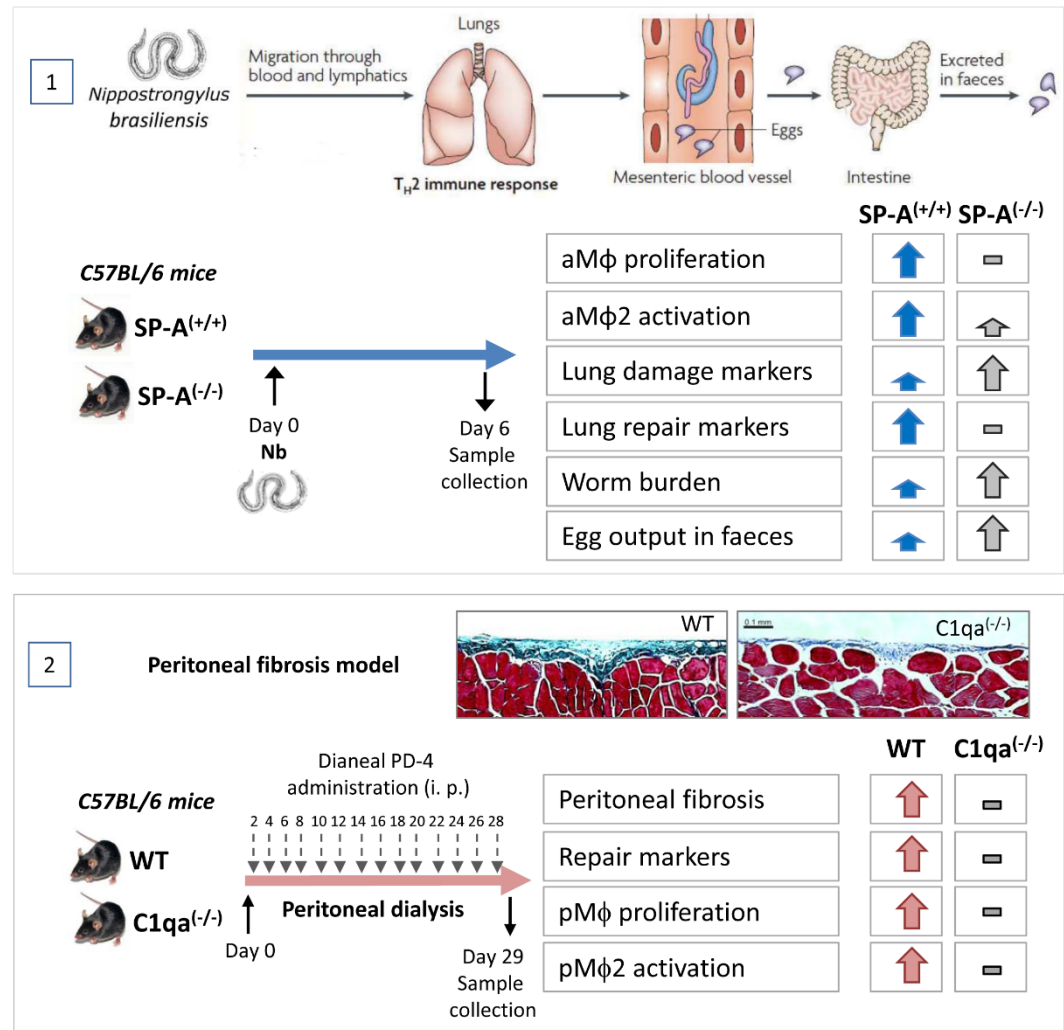 1
Nippostrongylus
brasiliensis
Migration through
blood and lymphatics
Lungs
T_H2 immune response
Eggs
Mesenteric blood vessel
Intestine
Excreted
in faeces
SP-A(+/+) SP-A(-/-)
C57BL/6 mice
SP-A(+/+)
SP-A(-/-)
Day 0
Nb
Day 6
Sample
collection
aMϕ proliferation
aMϕ2 activation
Lung damage markers
Lung repair markers
Worm burden
Egg output in faeces
2
Peritoneal fibrosis model
WT
0.1 mm
C1qa(-/-)
WT C1qa(-/-)
C57BL/6 mice
WT
C1qa(-/-)
Dianeal PD-4
administration (i. p.)
2 4 6 8 10 12 14 16 18 20 22 24 26 28
Peritoneal dialysis
Day 0
Day 29
Sample
collection
Peritoneal fibrosis
Repair markers
pMϕ proliferation
pMϕ2 activation